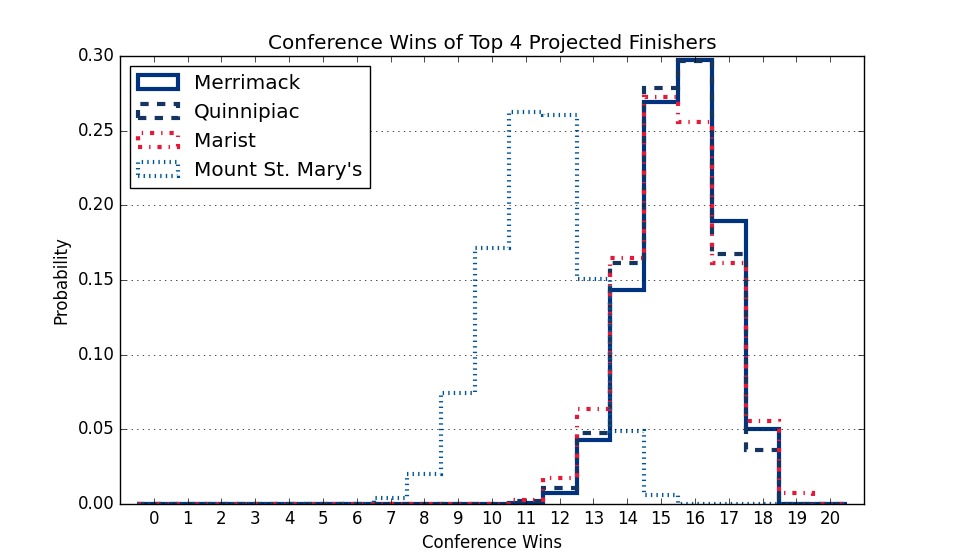 Conference Wins of Top 4 Projected Finishers
0.30
0.25
0.20
0.15
0.10
0.05
0.00
Probability
Merrimack
Quinnipiac
Marist
Mount St. Mary's
0 1 2 3 4 5 6 7 8 9 10 11 12 13 14 15 16 17 18 19 20
Conference Wins